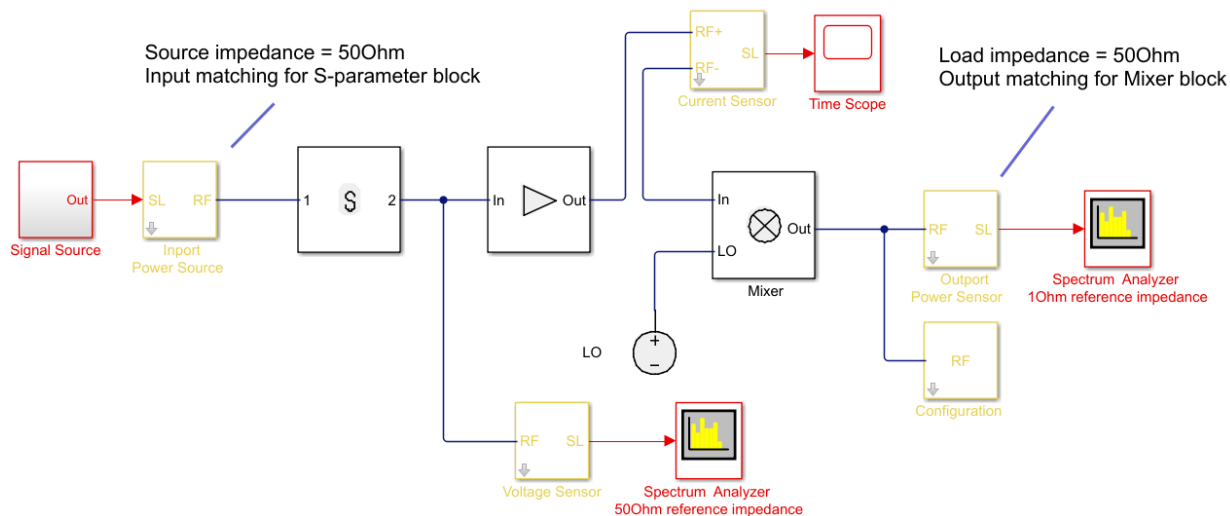 Source impedance = 50Ohm
Input matching for S-parameter block
Load impedance = 50Ohm
Output matching for Mixer block
RF+
SL
RF-
Current Sensor
Time Scope
Out
Signal Source
SL
RF
Inport
Power Source
1
S
2
In
Out
In
LO
Out
Mixer
RF
SL
Outport
Power Sensor
Spectrum Analyzer
1Ohm reference impedance
LO
+
−
RF
Configuration
RF
SL
Voltage Sensor
Spectrum Analyzer
50Ohm reference impedance